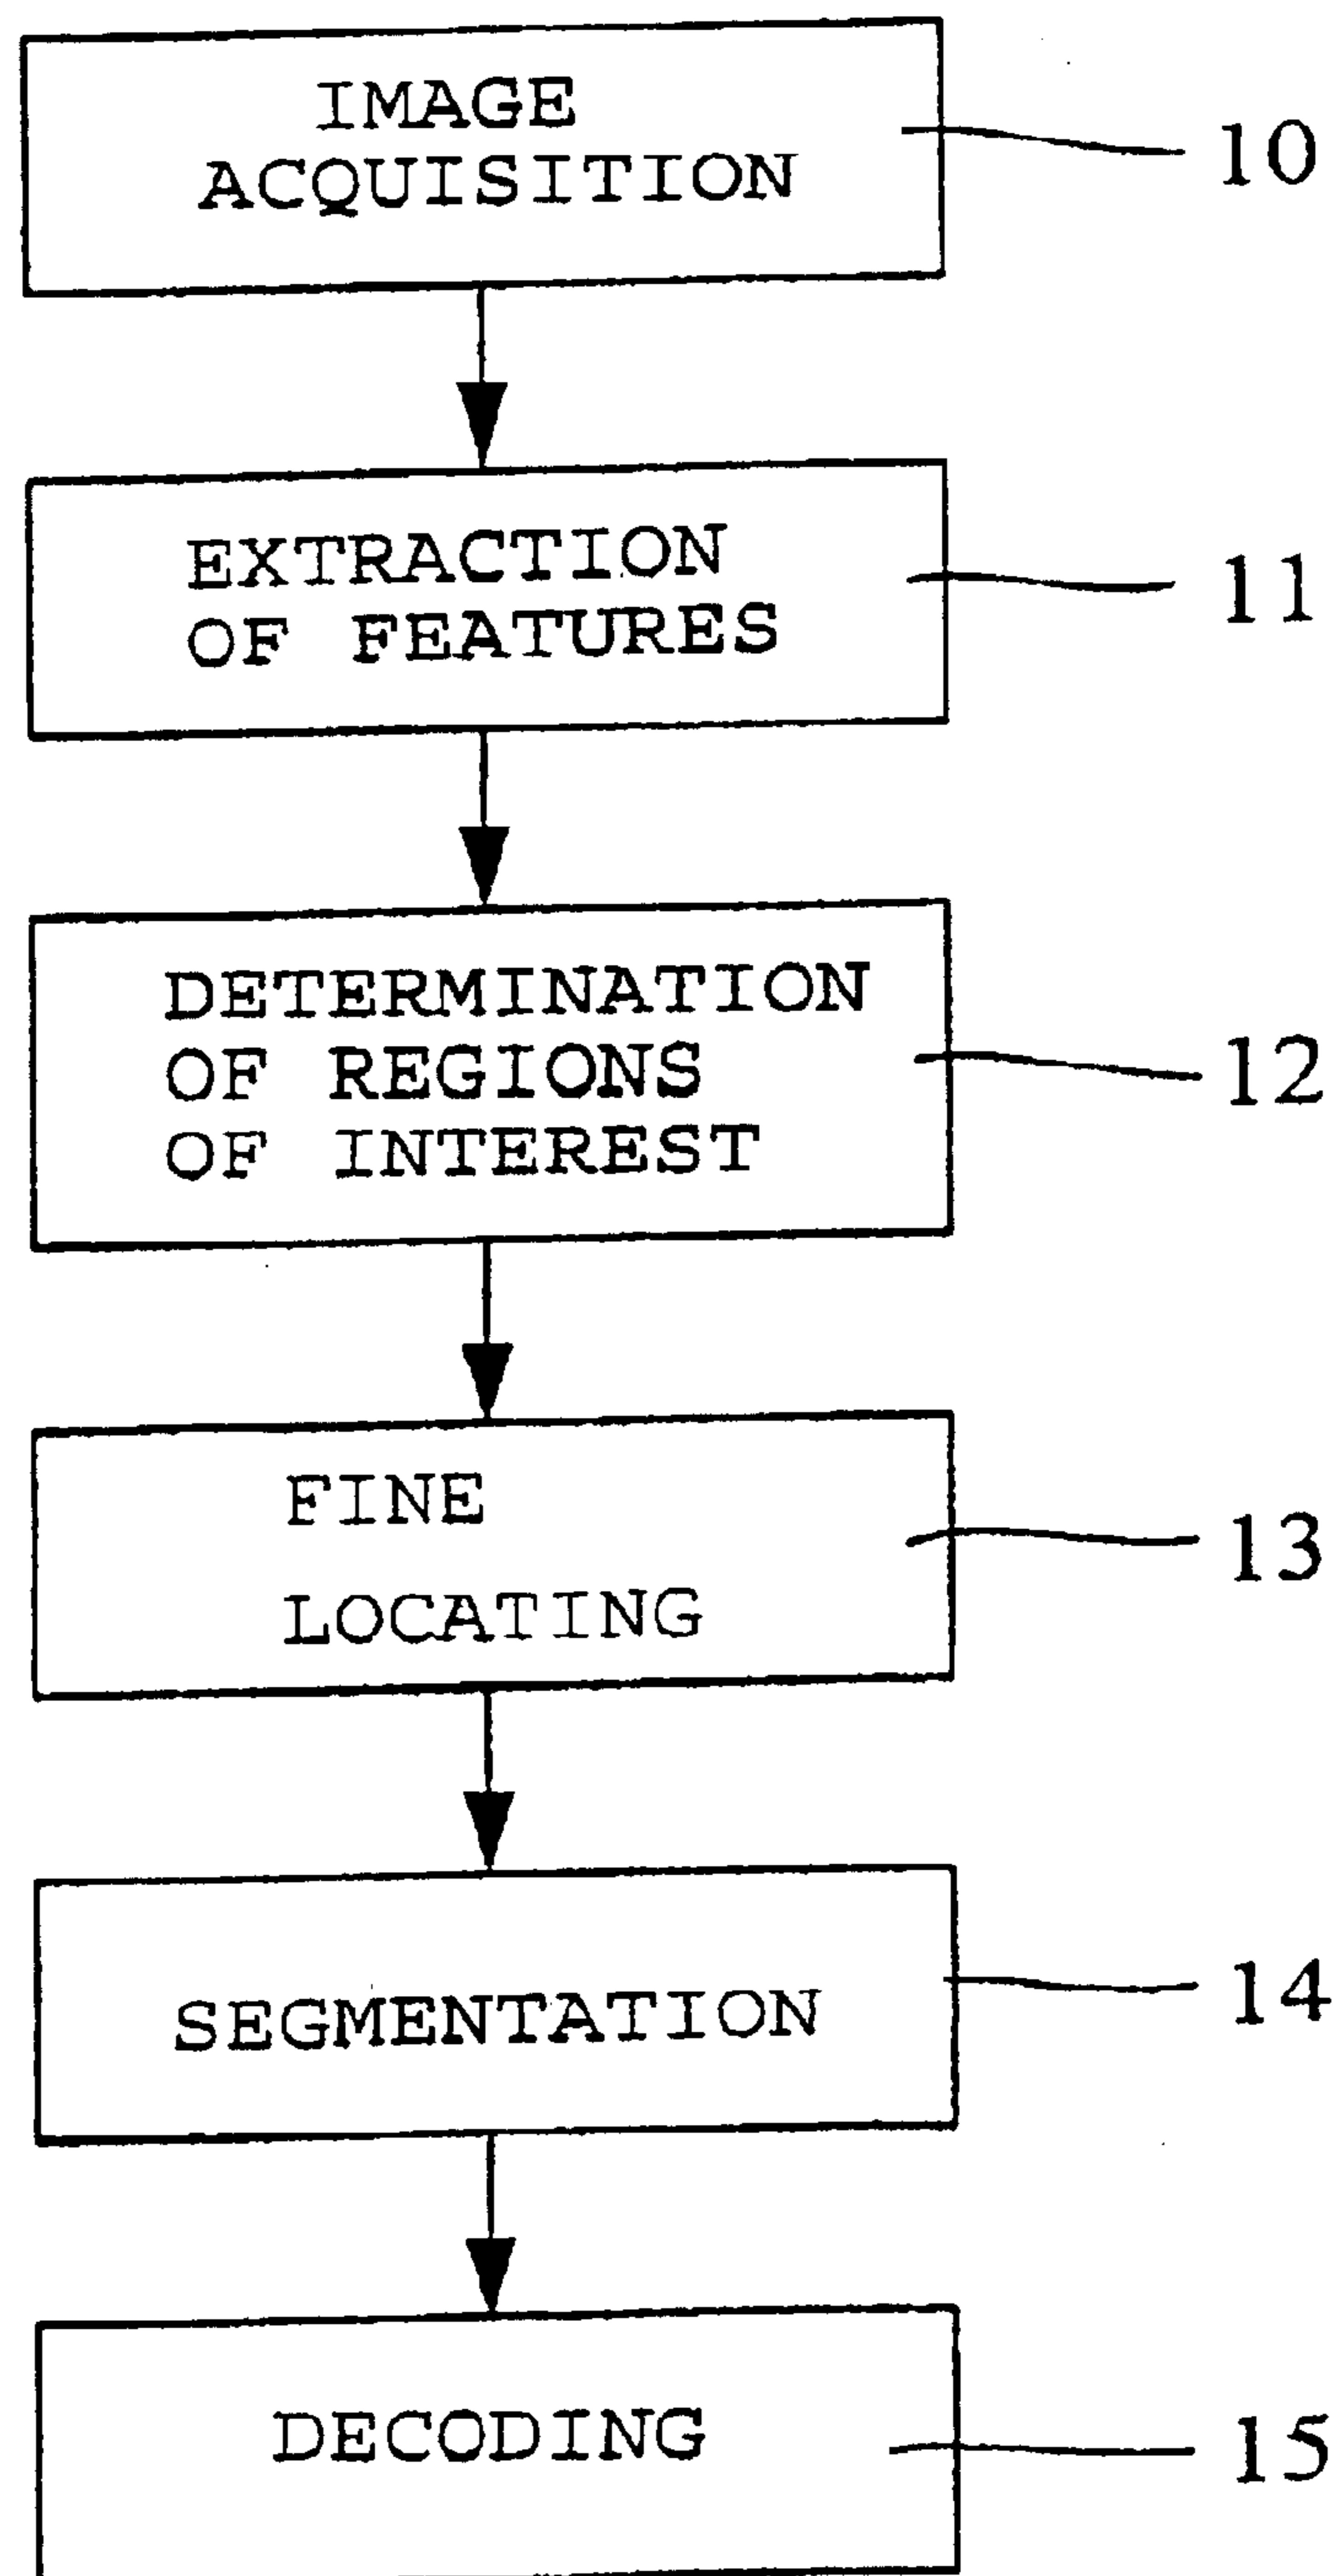 IMAGE
ACQUISITION
10
EXTRACTION
OF FEATURES
11
DETERMINATION
OF REGIONS
OF INTEREST
12
FINE
LOCATING
13
SEGMENTATION
14
DECODING
15